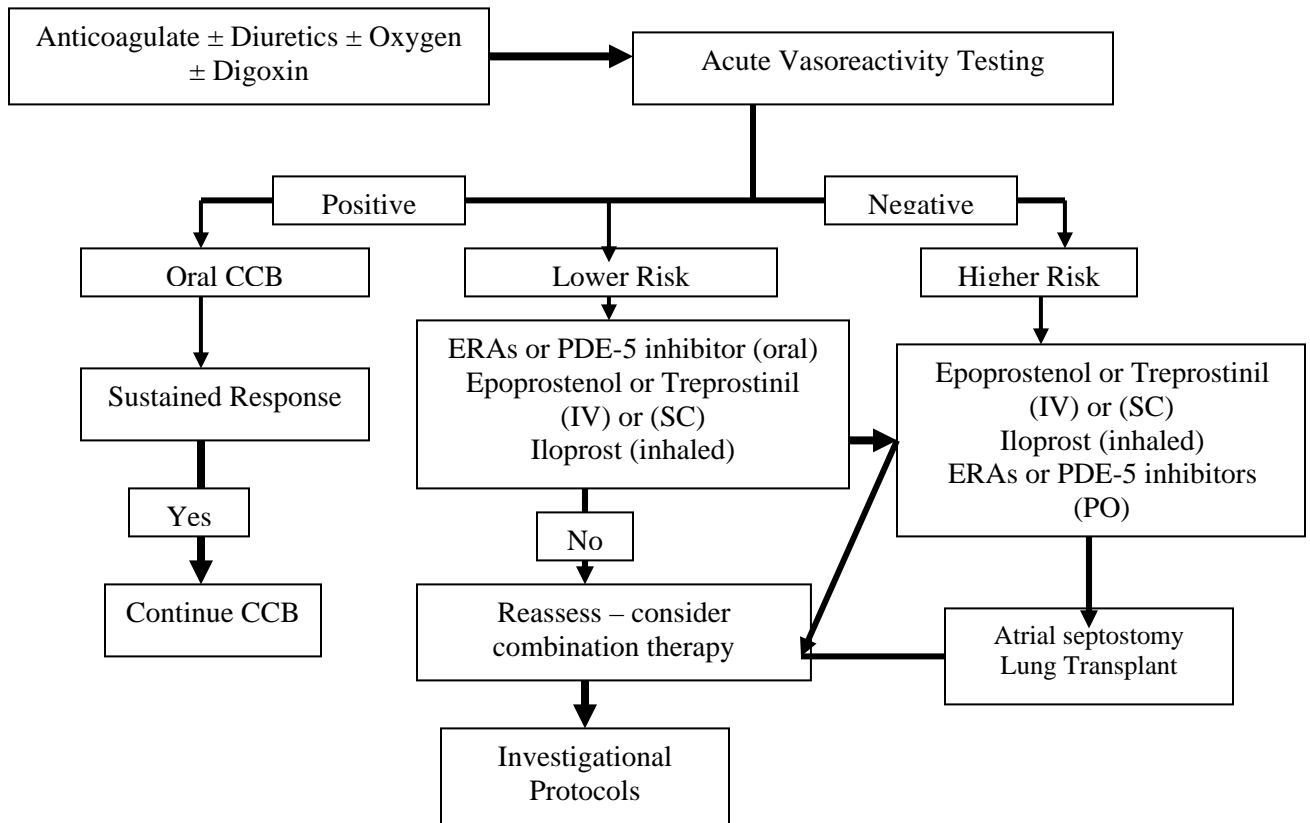 Anticoagulate ± Diuretics ± Oxygen
± Digoxin
Acute Vasoreactivity Testing
Positive
Negative
Oral CCB
Lower Risk
Higher Risk
ERAs or PDE-5 inhibitor (oral)
Epoprostenol or Treprostinil
(IV) or (SC)
Iloprost (inhaled)
Epoprostenol or Treprostinil
(IV) or (SC)
Iloprost (inhaled)
ERAs or PDE-5 inhibitors
(PO)
Sustained Response
Yes
No
Continue CCB
Reassess – consider
combination therapy
Atrial septostomy
Lung Transplant
Investigational
Protocols